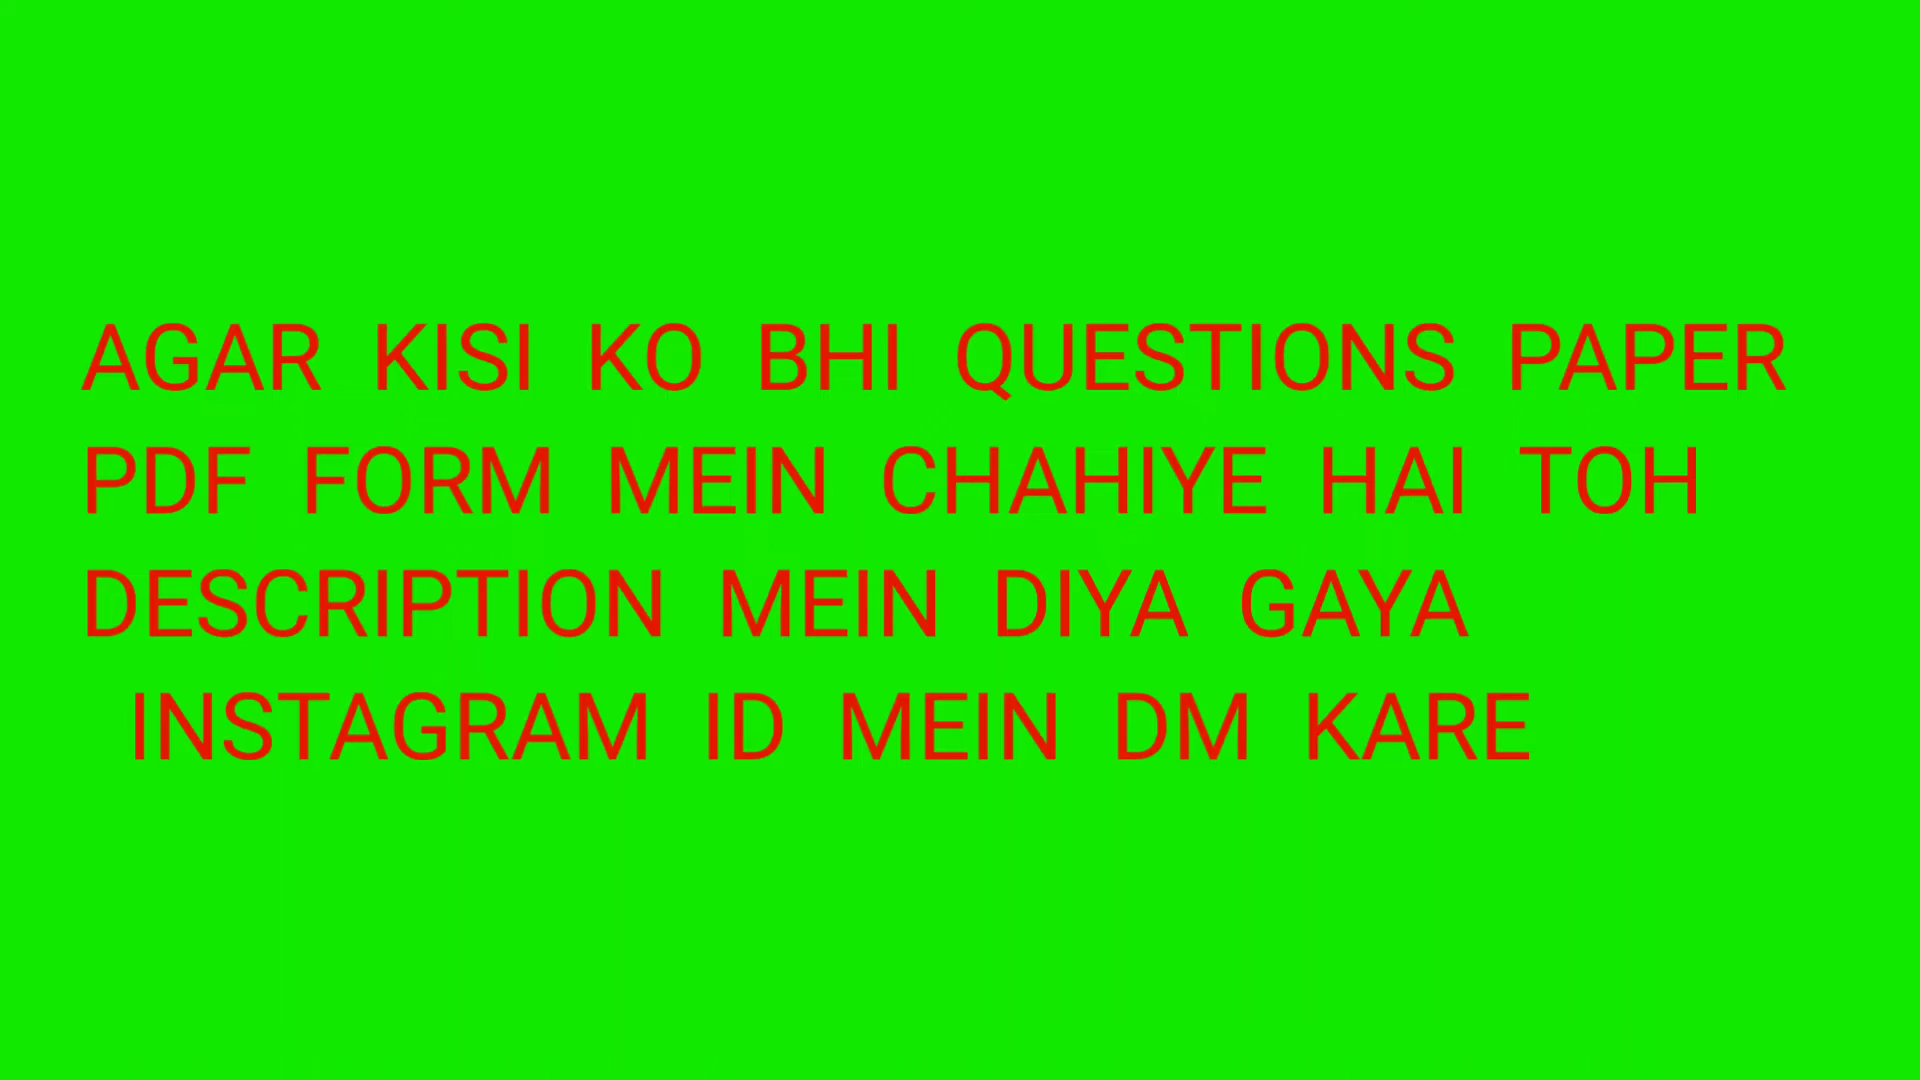 AGAR KISI KO BHI QUESTIONS PAPER
PDF FORM MEIN CHAHIYE HAI TOH
DESCRIPTION MEIN DIYA GAYA
INSTAGRAM ID MEIN DM KARE